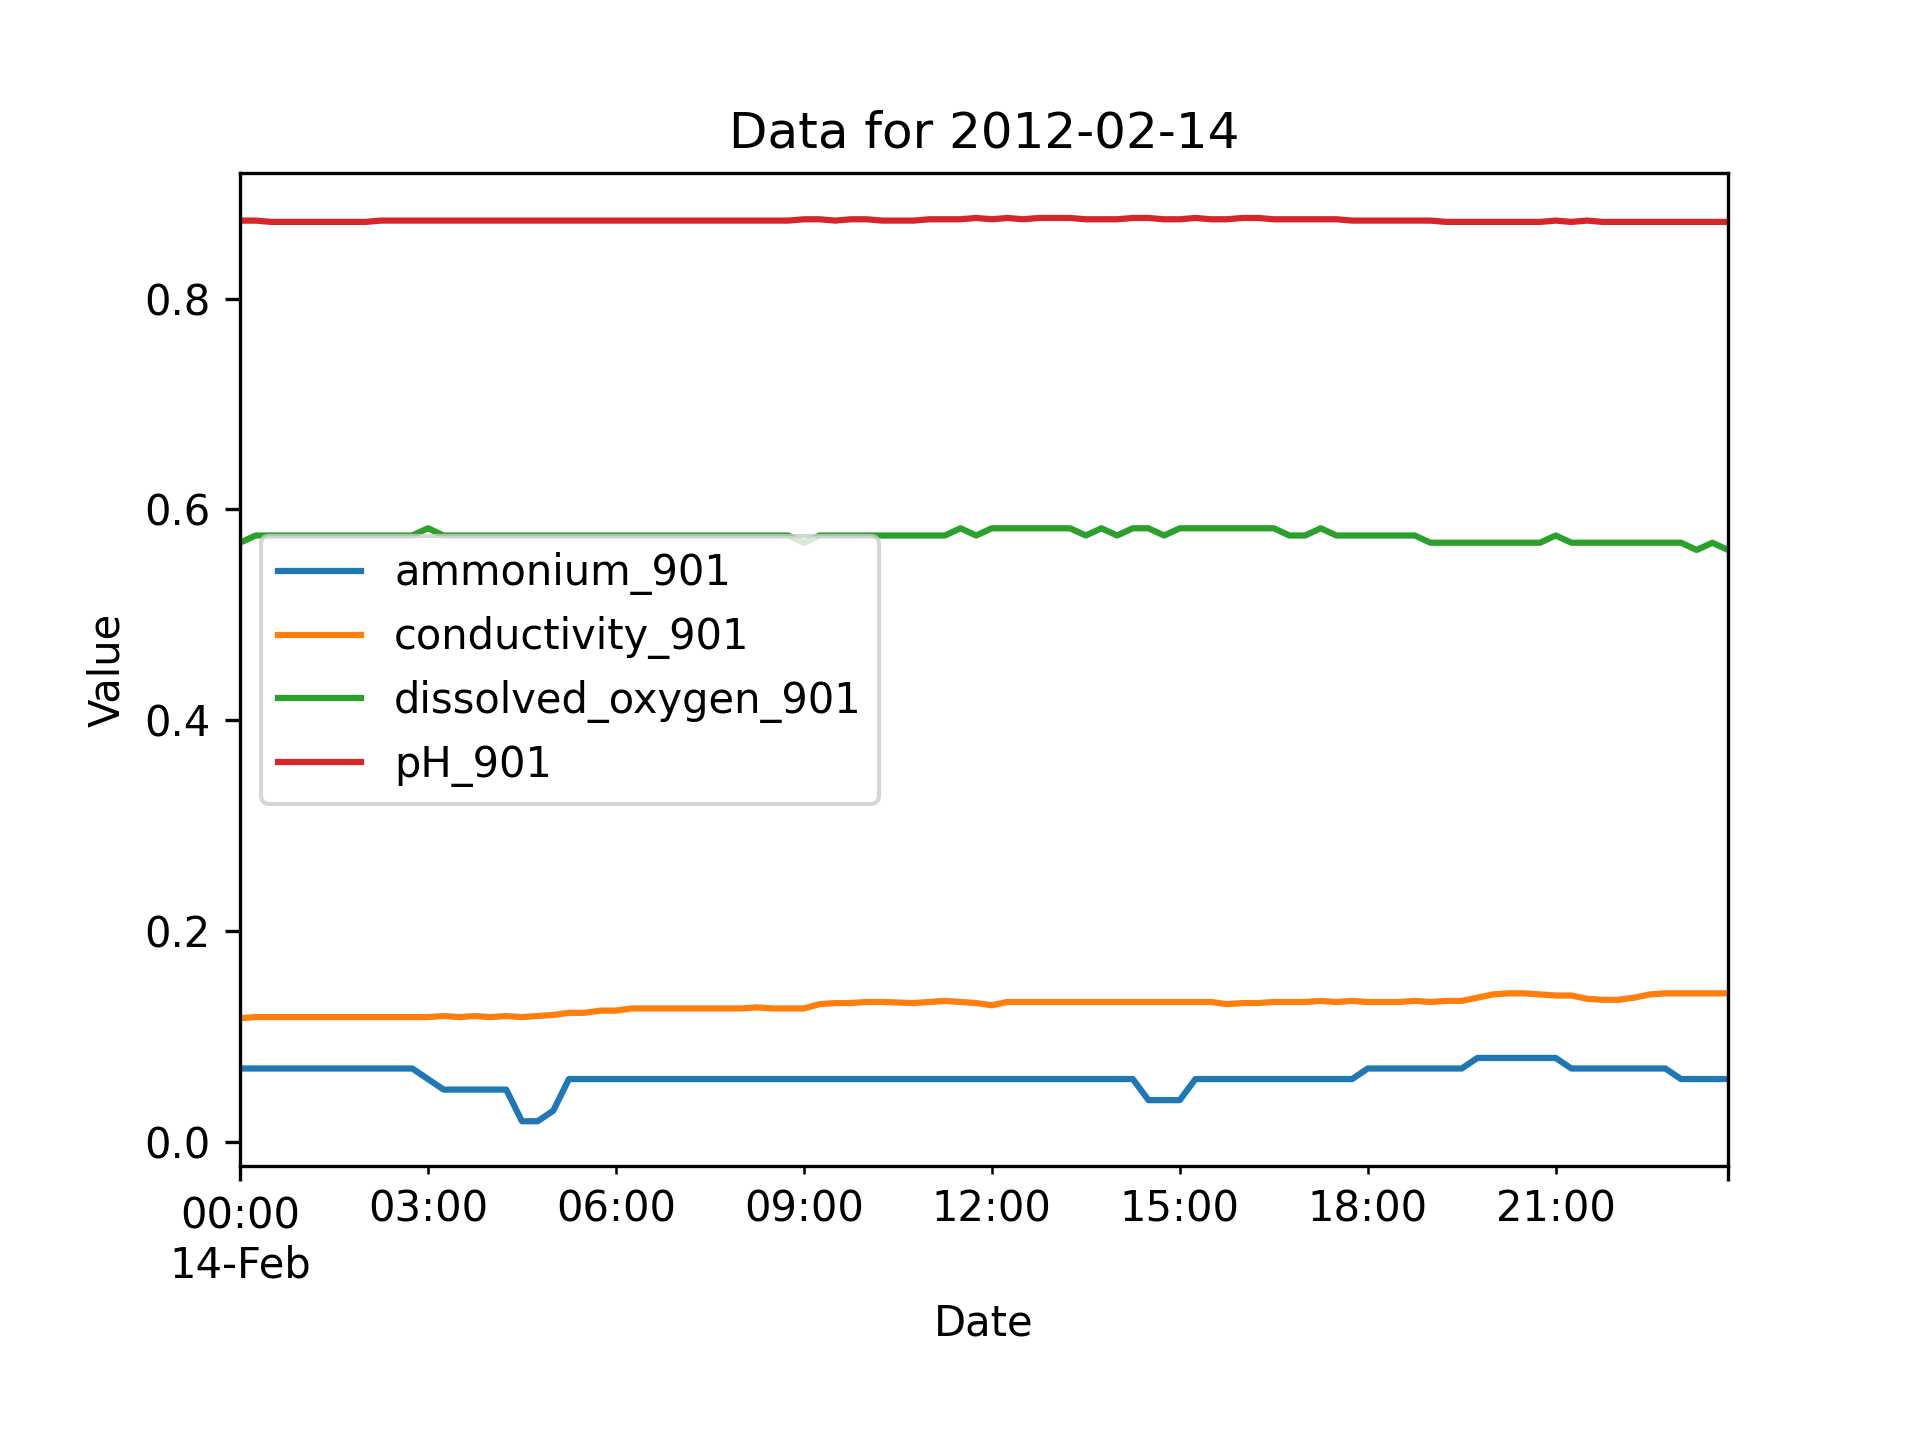 Data for 2012-02-14
Value
0.8
0.6
0.4
0.2
0.0
ammonium_901
conductivity_901
dissolved_oxygen_901
pH_901
00:00 03:00 06:00 09:00 12:00 15:00 18:00 21:00
14-Feb
Date